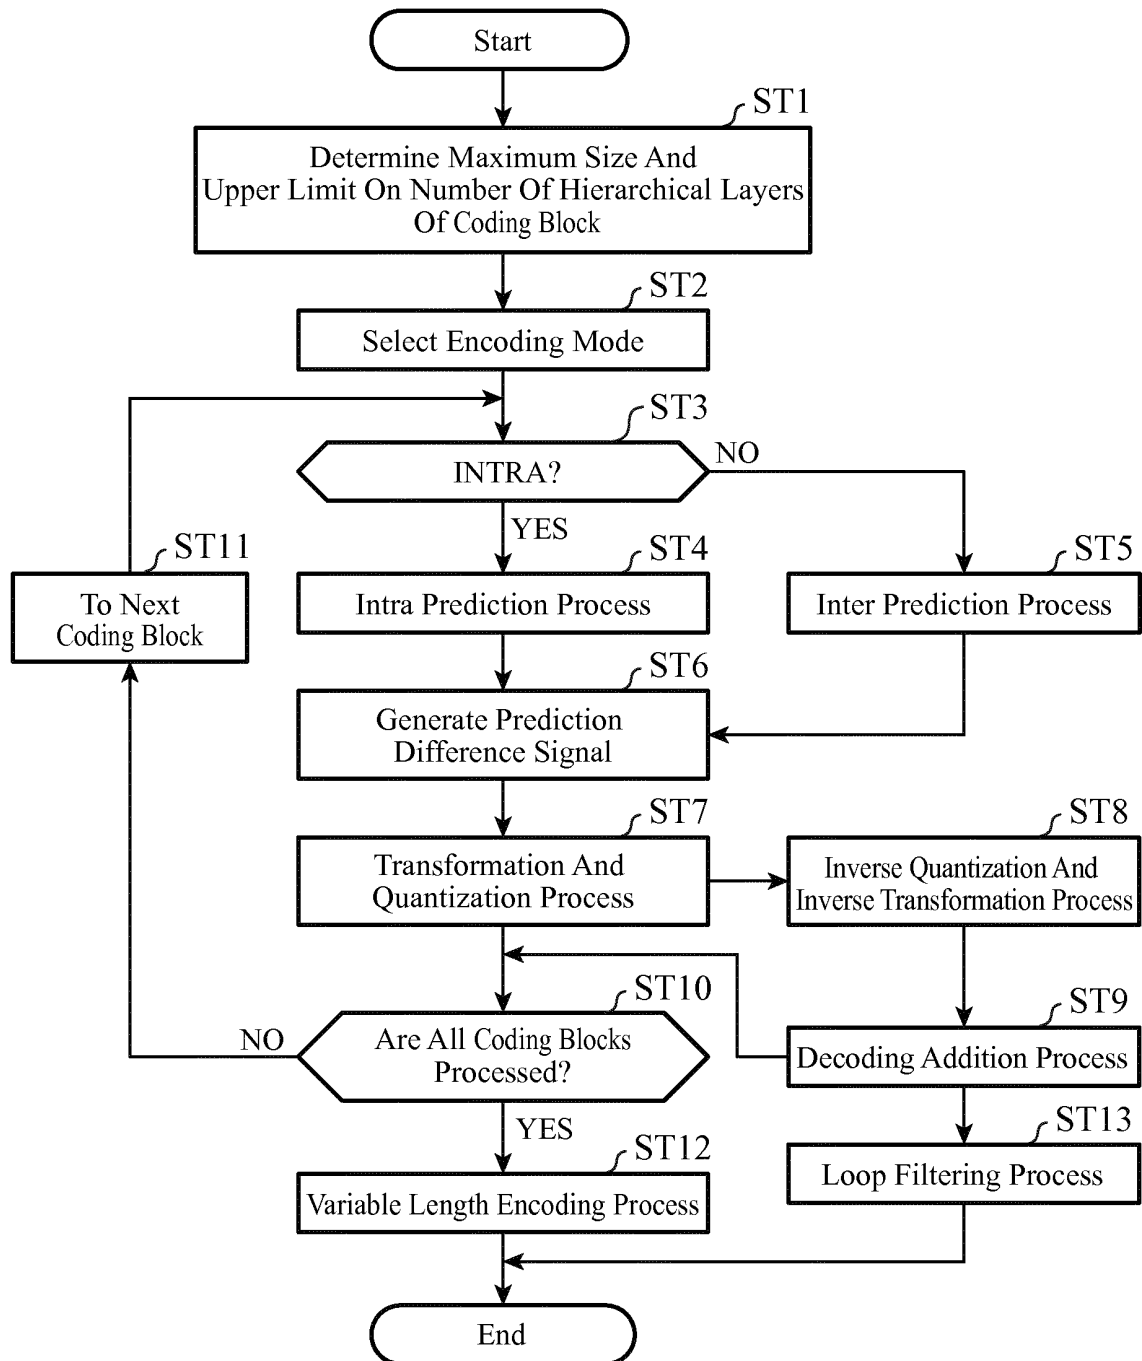 Start
ST1
Determine Maximum Size And
Upper Limit On Number Of Hierarchical Layers
Of Coding Block
ST2
Select Encoding Mode
ST3
INTRA?
NO
YES
ST11
To Next
Coding Block
ST4
Intra Prediction Process
ST5
Inter Prediction Process
ST6
Generate Prediction
Difference Signal
ST7
Transformation And
Quantization Process
ST8
Inverse Quantization And
Inverse Transformation Process
ST10
Are All Coding Blocks
Processed?
NO
YES
ST9
Decoding Addition Process
ST12
Variable Length Encoding Process
ST13
Loop Filtering Process
End